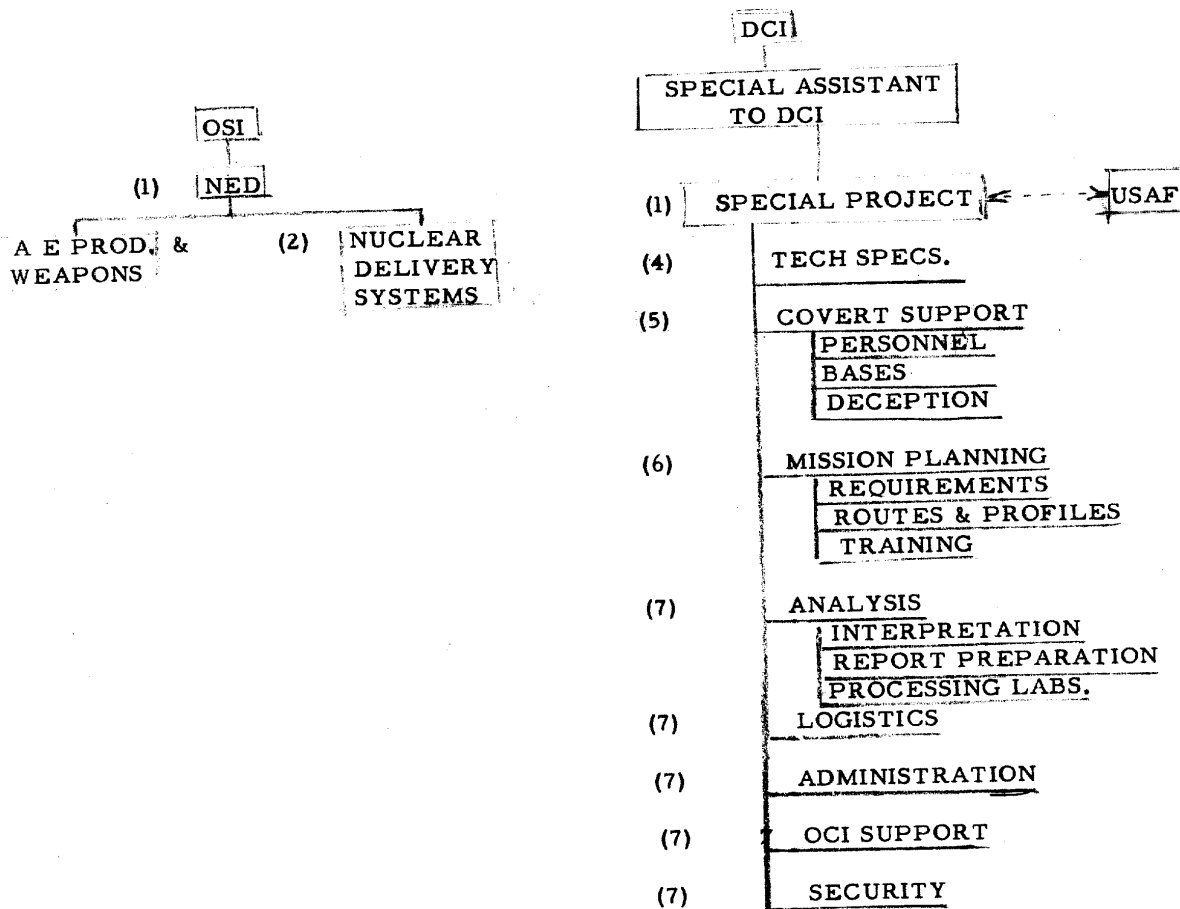 OSI
(1) NED
A E PROD. &
WEAPONS
(2) NUCLEAR
DELIVERY
SYSTEMS
DCI
SPECIAL ASSISTANT
TO DCI
(1) SPECIAL PROJECT
USAF
(4) TECH SPECS.
(5) COVERT SUPPORT
PERSONNEL
BASES
DECEPTION
(6) MISSION PLANNING
REQUIREMENTS
ROUTES & PROFILES
TRAINING
(7) ANALYSIS
INTERPRETATION
REPORT PREPARATION
PROCESSING LABS.
(7) LOGISTICS
(7) ADMINISTRATION
(7) OCI SUPPORT
(7) SECURITY